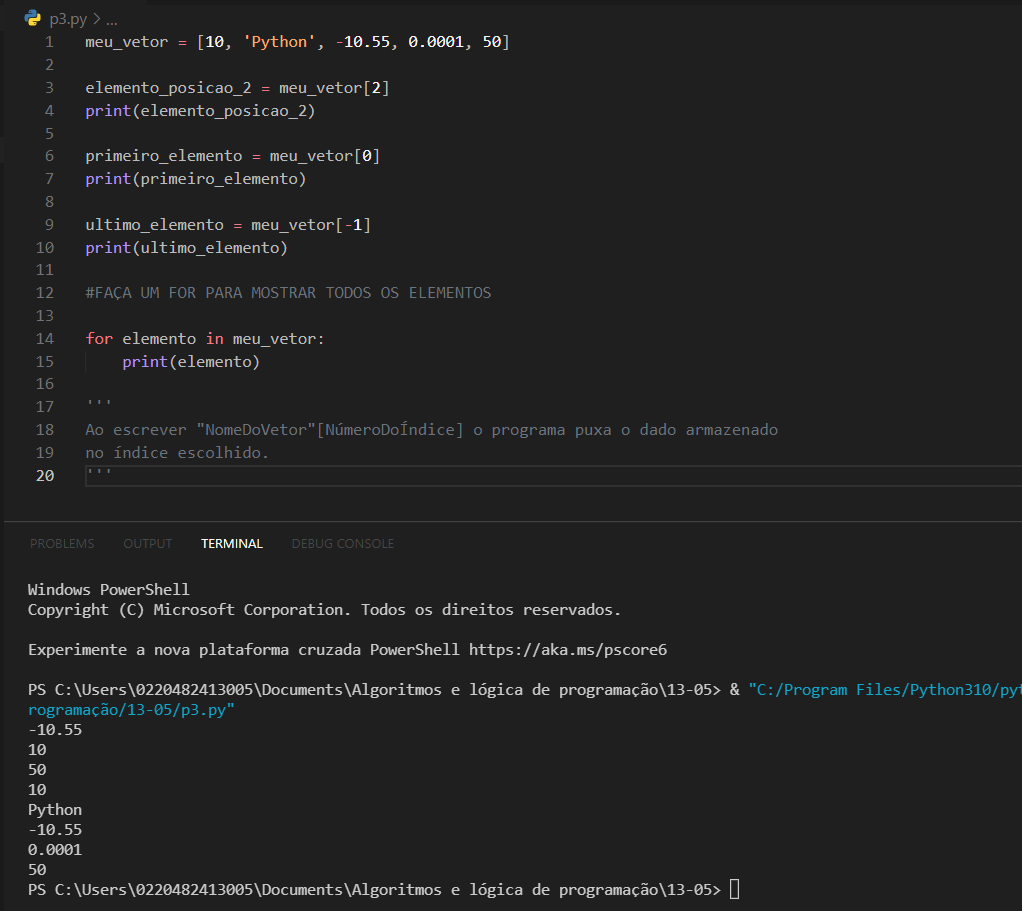 p3.py > ...
1 meu_vetor = [10, 'Python', -10.55, 0.0001, 50]
2
3 elemento_posicao_2 = meu_vetor[2]
4 print(elemento_posicao_2)
5
6 primeiro_elemento = meu_vetor[0]
7 print(primeiro_elemento)
8
9 ultimo_elemento = meu_vetor[-1]
10 print(ultimo_elemento)
11
12 #FAÇA UM FOR PARA MOSTRAR TODOS OS ELEMENTOS
13
14 for elemento in meu_vetor:
15     print(elemento)
16
17 '''
18 Ao escrever "NomeDoVetor"[NúmeroDoÍndice] o programa puxa o dado armazenado
19 no índice escolhido.
20 '''
PROBLEMS OUTPUT TERMINAL DEBUG CONSOLE
Windows PowerShell
Copyright (C) Microsoft Corporation. Todos os direitos reservados.
Experimente a nova plataforma cruzada PowerShell https://aka.ms/pscore6
PS C:\Users\0220482413005\Documents\Algoritmos e lógica de programação\13-05> & "C:/Program Files/Python310/pyt
rogramação/13-05/p3.py"
-10.55
10
50
10
Python
-10.55
0.0001
50
PS C:\Users\0220482413005\Documents\Algoritmos e lógica de programação\13-05>